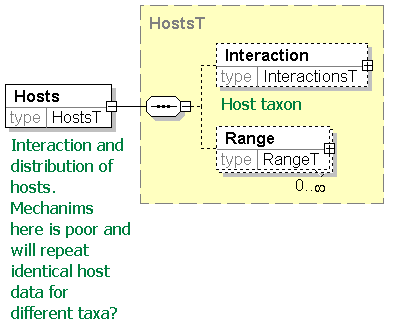 HostsT
Interaction
type InteractionsT
Host taxon
Hosts
type HostsT
Interaction and
distribution of
hosts.
Mechanims
here is poor and
will repeat
identical host
data for
different taxa?
Range
type RangeT
0..∞